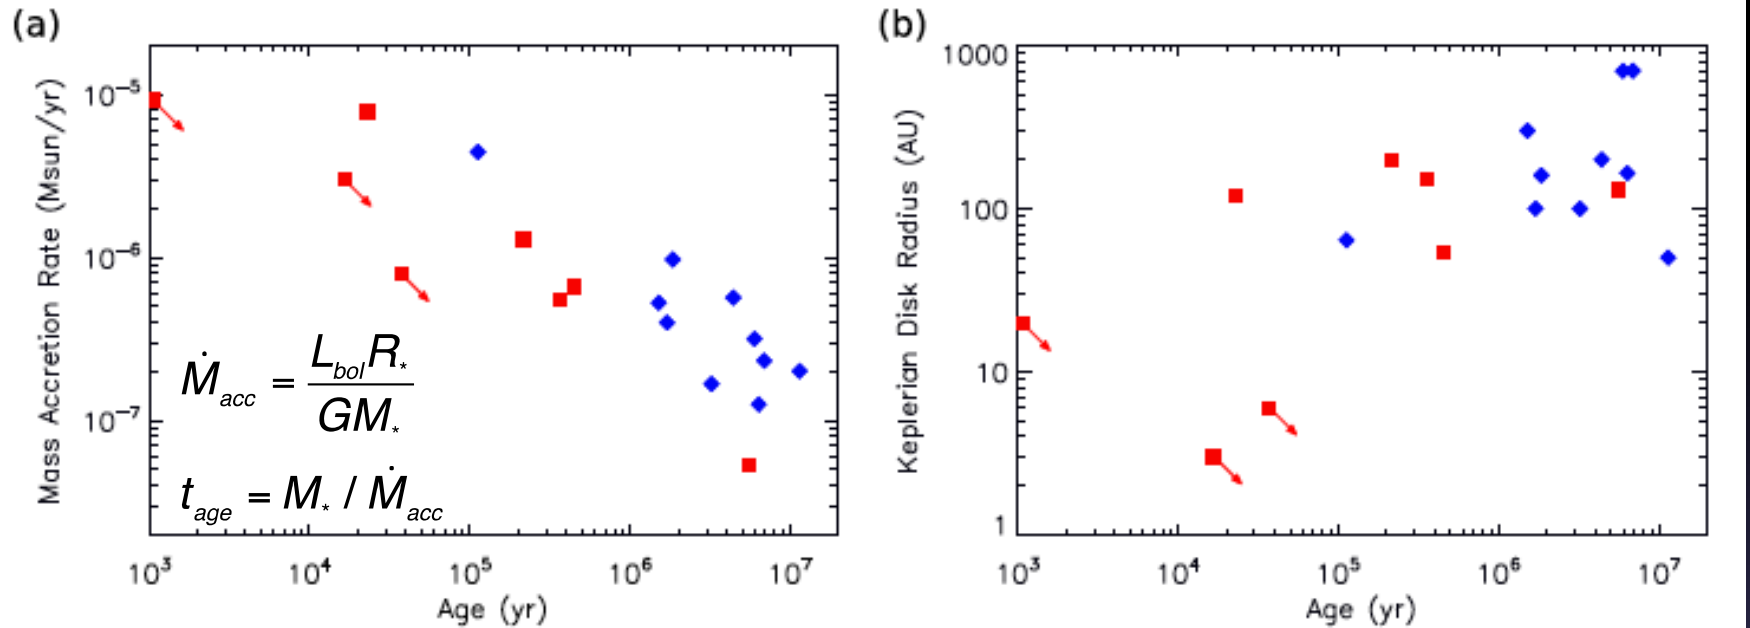 (a)
Mass Accretion Rate (Msun/yr)
10⁻⁵
10⁻⁶
10⁻⁷
Ṁacc = LbolR* / GM*
tage = M* / Ṁacc
10³ 10⁴ 10⁵ 10⁶ 10⁷
Age (yr)
(b)
Keplerian Disk Radius (AU)
1000
100
10
1
10³ 10⁴ 10⁵ 10⁶ 10⁷
Age (yr)